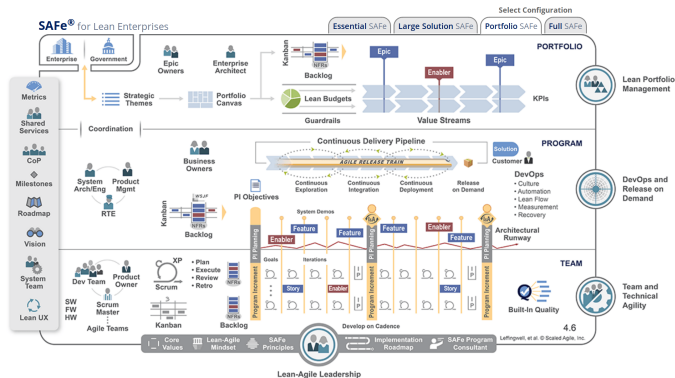 Select Configuration
SAFe® for Lean Enterprises
Essential SAFe
Large Solution SAFe
Portfolio SAFe
Full SAFe
Enterprise
Government
Epic
Owners
Enterprise
Architect
Kanban
NFRs
Backlog
Epic
Enabler
Epic
PORTFOLIO
Lean Portfolio
Management
Strategic
Themes
Portfolio
Canvas
Lean Budgets
Guardrails
Value Streams
KPIs
Metrics
Shared
Services
CoP
Milestones
Roadmap
Vision
System
Team
Lean UX
Coordination
Business
Owners
Continuous Delivery Pipeline
AGILE RELEASE TRAIN
Continuous
Exploration
Continuous
Integration
Continuous
Deployment
Release
on Demand
PROGRAM
Solution
Customer
DevOps
• Culture
• Automation
• Lean Flow
• Measurement
• Recovery
DevOps and
Release on
Demand
System
Arch/Eng
Product
Mgmt
RTE
Kanban
WSJF
NFRs
Backlog
PI Objectives
System Demos
Feature
Enabler
Feature
Enabler
Feature
I&A
I&A
Architectural
Runway
PI Planning
PI Planning
PI Planning
TEAM
Dev Team
Product
Owner
Scrum
Master
Agile Teams
SW
FW
HW
XP
Scrum
Kanban
• Plan
• Execute
• Review
• Retro
NFRs
NFRs
Backlog
Program Increment
Goals
Iterations
Story
Enabler
I
P
Program Increment
Story
I
P
Program Increment
Develop on Cadence
Built-In Quality
4.6
Leffingwell, et al. © Scaled Agile, Inc.
Team and
Technical
Agility
Core
Values
Lean-Agile
Mindset
SAFe
Principles
Implementation
Roadmap
SAFe Program
Consultant
Lean-Agile Leadership